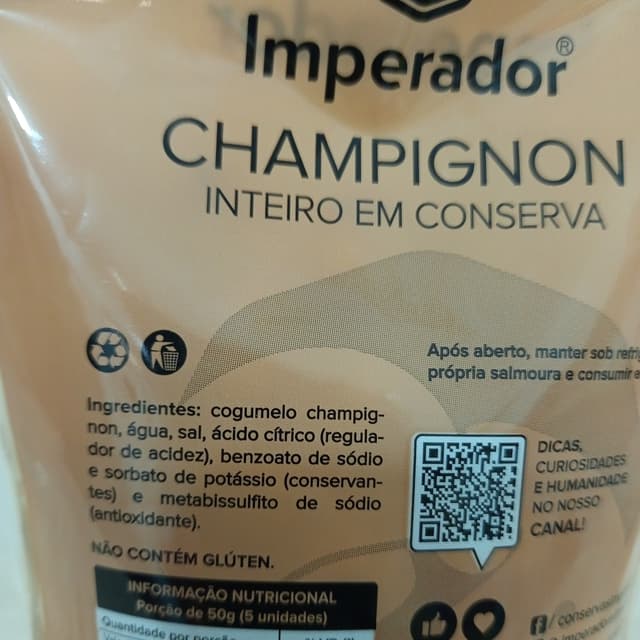 Imperador®
CHAMPIGNON
INTEIRO EM CONSERVA
Após aberto, manter sob
própria salmoura e consumir
Ingredientes: cogumelo champig-
non, água, sal, ácido cítrico (regula-
dor de acidez), benzoato de sódio
e sorbato de potássio (conservan-
tes) e metabissulfito de sódio
(antioxidante).
NÃO CONTÉM GLÚTEN.
DICAS,
CURIOSIDADES
E HUMANIDADE
NO NOSSO
CANAL!
INFORMAÇÃO NUTRICIONAL
Porção de 50g (5 unidades)
Quantidade por